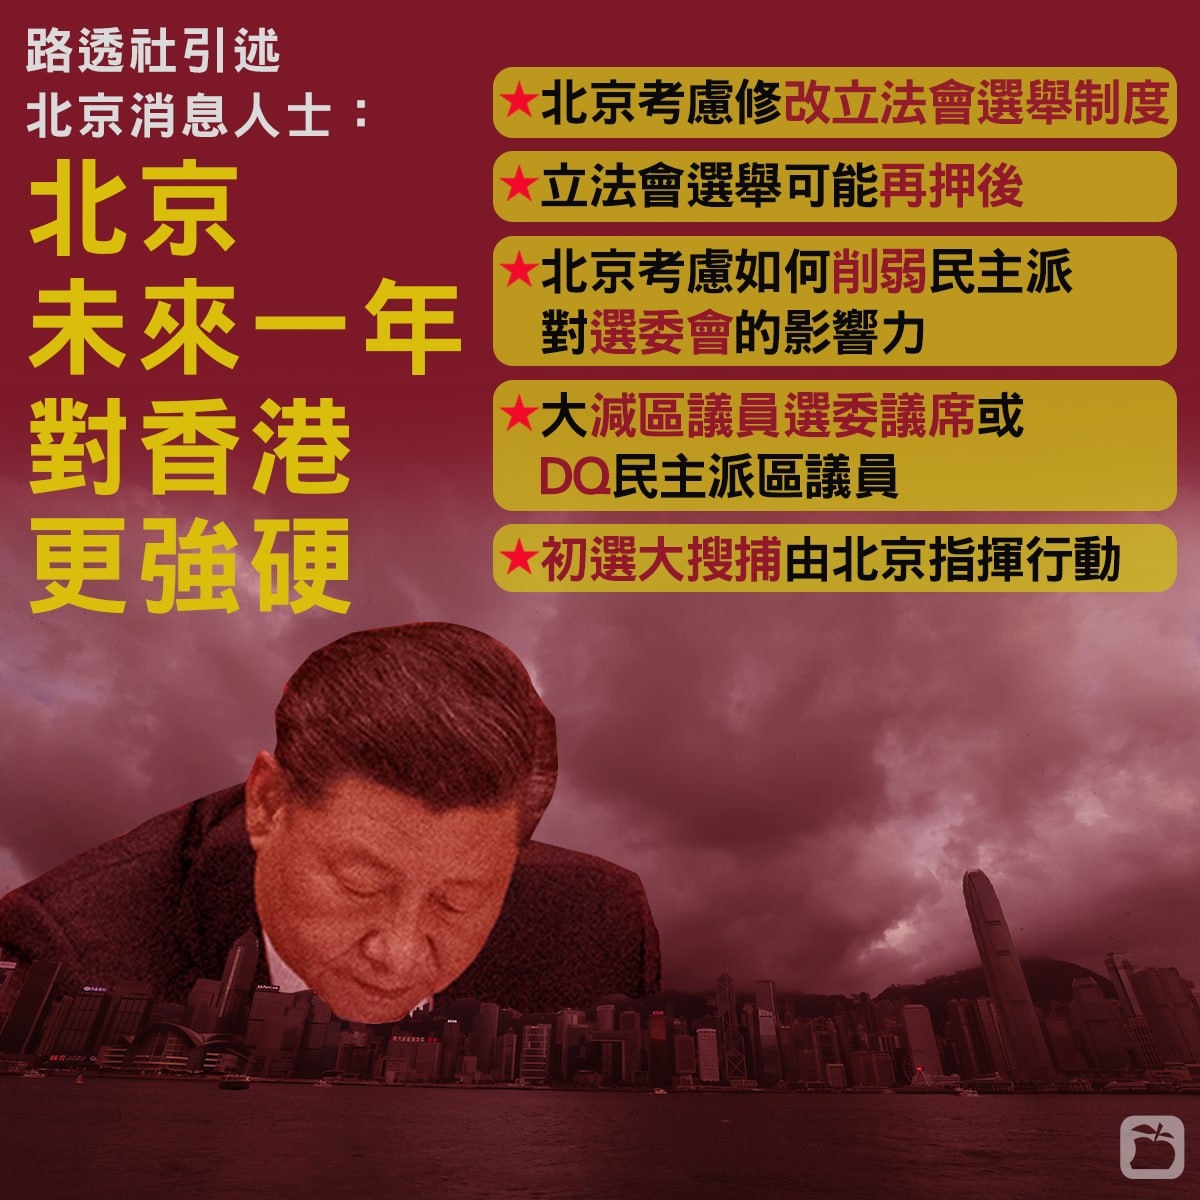 路透社引述
北京消息人士：
北京
未來一年
對香港
更強硬
★北京考慮修改立法會選舉制度
★立法會選舉可能再押後
★北京考慮如何削弱民主派
對選委會的影響力
★大減區議員選委議席或
DQ民主派區議員
★初選大搜捕由北京指揮行動